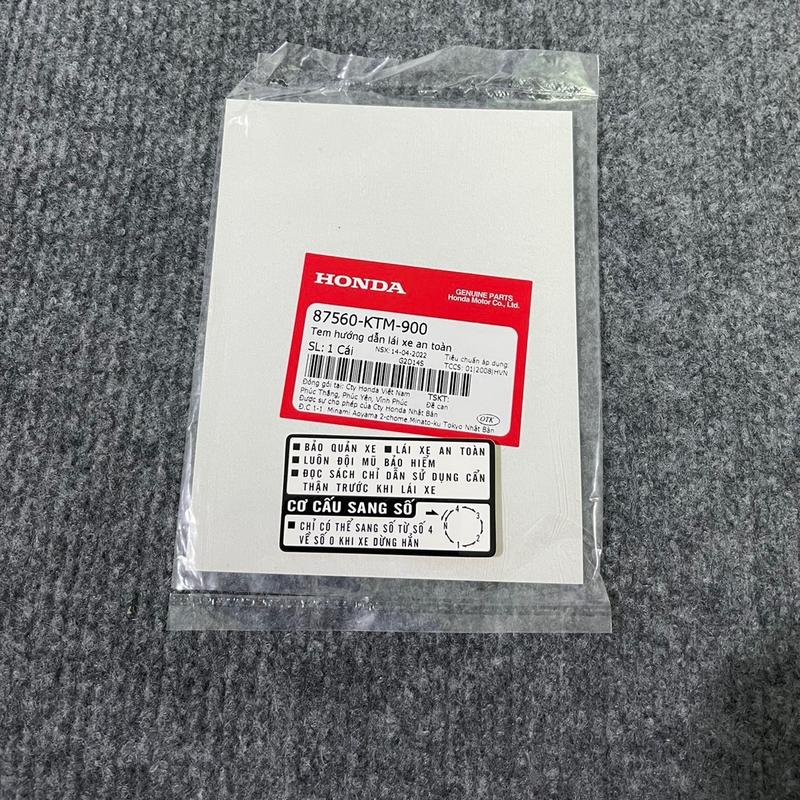 HONDA
GENUINE PARTS
Honda Motor Co., Ltd.
87560-KTM-900
Tem hướng dẫn lái xe an toàn
SL: 1 Cái
NSX: 14-04-2022
Tiêu chuẩn áp dụng
G2D14S
TCCS: 01|2008|HVN
Đóng gói tại: Cty Honda Việt Nam
TSKT:
Phúc Thắng, Phúc Yên, Vĩnh Phúc
Đề can
Được sự cho phép của Cty Honda Nhật Bản
Đ.C 1-1 Minami Aoyama 2-chome.Minato-ku Tokyo Nhật Bản
OTK
BẢO QUẢN XE LÁI XE AN TOÀN
LUÔN ĐỘI MŨ BẢO HIỂM
ĐỌC SÁCH CHỈ DẪN SỬ DỤNG CẨN
THẬN TRƯỚC KHI LÁI XE
CƠ CẤU SANG SỐ
N 4 3 2 1
CHỈ CÓ THỂ SANG SỐ TỪ SỐ 4
VỀ SỐ 0 KHI XE DỪNG HẲN